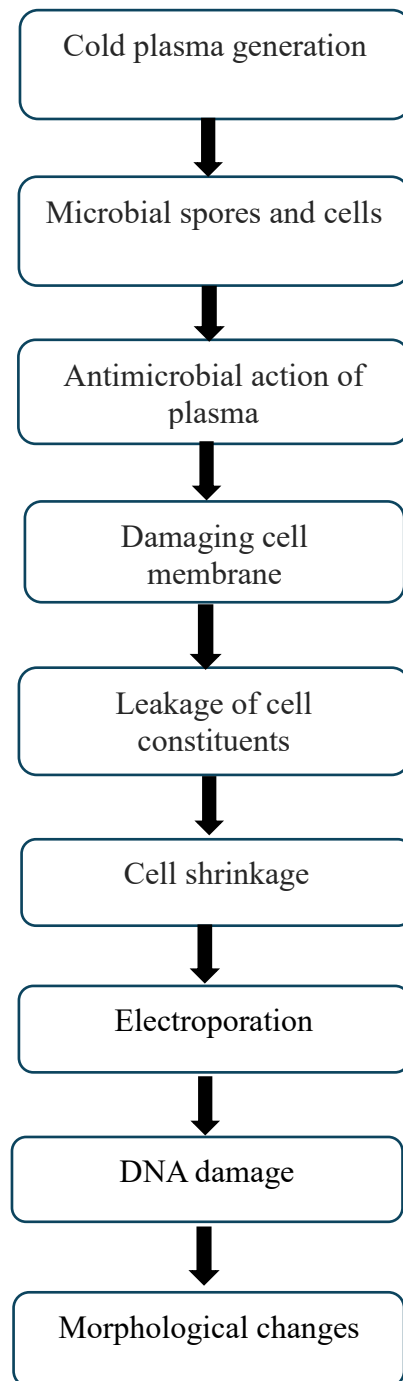 Cold plasma generation
Microbial spores and cells
Antimicrobial action of
plasma
Damaging cell
membrane
Leakage of cell
constituents
Cell shrinkage
Electroporation
DNA damage
Morphological changes